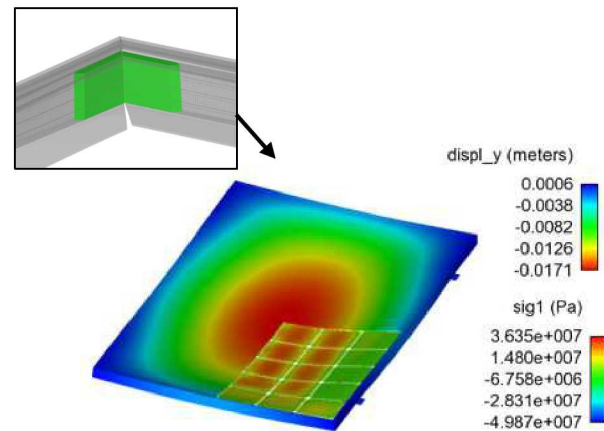 displ_y (meters)
0.0006
-0.0038
-0.0082
-0.0126
-0.0171
sig1 (Pa)
3.635e+007
1.480e+007
-6.758e+006
-2.831e+007
-4.987e+007